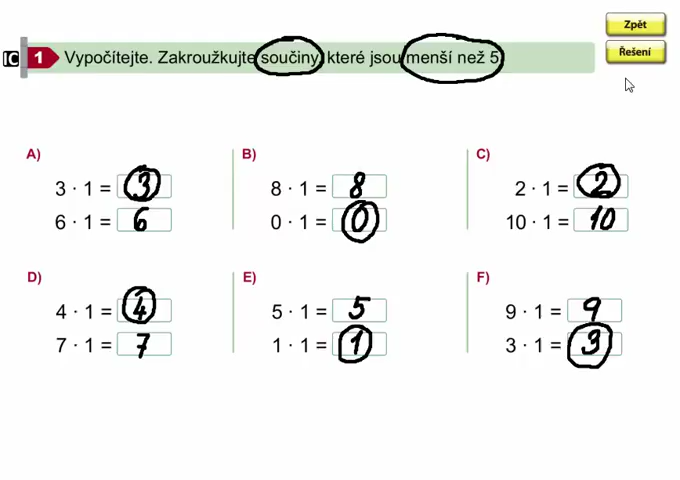 Zpět
1 Vypočítejte. Zakroužkujte součiny, které jsou menší než 5.
Řešení
A)
3 · 1 = 3
6 · 1 = 6
B)
8 · 1 = 8
0 · 1 = 0
C)
2 · 1 = 2
10 · 1 = 10
D)
4 · 1 = 4
7 · 1 = 7
E)
5 · 1 = 5
1 · 1 = 1
F)
9 · 1 = 9
3 · 1 = 3